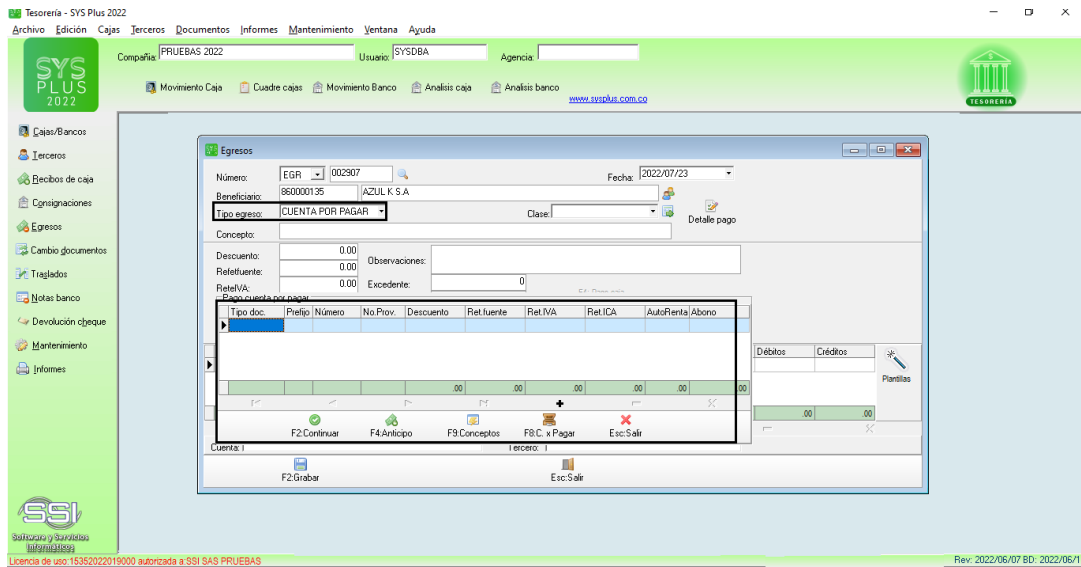 Tesorería - SYS Plus 2022
Archivo Edición Cajas Terceros Documentos Informes Mantenimiento Ventana Ayuda
SYS PLUS 2022
Compañia: PRUEBAS 2022 Usuario: SYSDBA Agencia:
Movimiento Caja Cuadre cajas Movimiento Banco Analisis caja Analisis banco
www.sysplus.com.co
TESORERÍA
Cajas/Bancos
Terceros
Recibos de caja
Consignaciones
Egresos
Cambio documentos
Traslados
Notas banco
Devolución cheque
Mantenimiento
Informes
Egresos
Número: EGR 002907 Fecha: 2022/07/23
Beneficiario: 860000135 AZUL K S.A
Tipo egreso: CUENTA POR PAGAR Clase: Detalle pago
Concepto:
Descuento: 0.00 Observaciones:
Retefuente: 0.00
ReteIVA: 0.00 Excedente: 0
Pago cuenta por pagar
Tipo doc. Prefijo Número No.Prov. Descuento Ret.fuente Ret.IVA Ret.ICA AutoRenta Abono
.00 .00 .00 .00 .00 .00
F2:Continuar F4:Anticipo F9:Conceptos F8:C. x Pagar Esc:Salir
Débitos Créditos
Plantillas
.00 .00
Cuenta: Tercero:
F2:Grabar Esc:Salir
SSI
Software y Servicios
Informáticos
Licencia de uso:15352022019000 autorizada a:SSI SAS PRUEBAS
Rev: 2022/06/07 BD: 2022/06/1